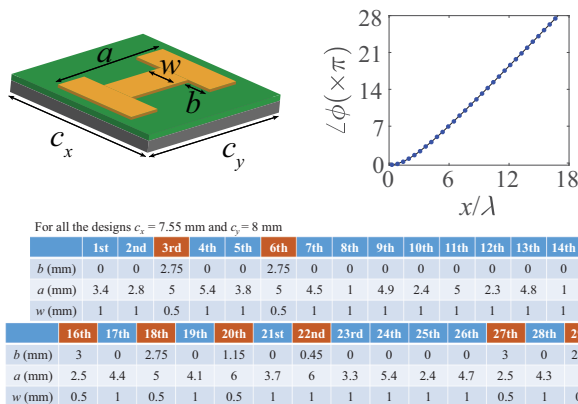 a
w
b
c_x
c_y
∠ϕ(×π)
28
21
14
7
0
0 6 12 18
x/λ
For all the designs c_x = 7.55 mm and c_y = 8 mm
1st 2nd 3rd 4th 5th 6th 7th 8th 9th 10th 11th 12th 13th 14th
b (mm) 0 0 2.75 0 0 2.75 0 0 0 0 0 0 0 0
a (mm) 3.4 2.8 5 5.4 3.8 5 4.5 1 4.9 2.4 5 2.3 4.8 1
w (mm) 1 1 0.5 1 1 0.5 1 1 1 1 1 1 1 1
16th 17th 18th 19th 20th 21st 22nd 23rd 24th 25th 26th 27th 28th
b (mm) 3 0 2.75 0 1.15 0 0.45 0 0 0 0 3 0
a (mm) 2.5 4.4 5 4.1 6 3.7 6 3.3 5.4 2.4 4.7 2.5 4.3
w (mm) 0.5 1 0.5 1 0.5 1 0.5 1 1 1 1 0.5 1